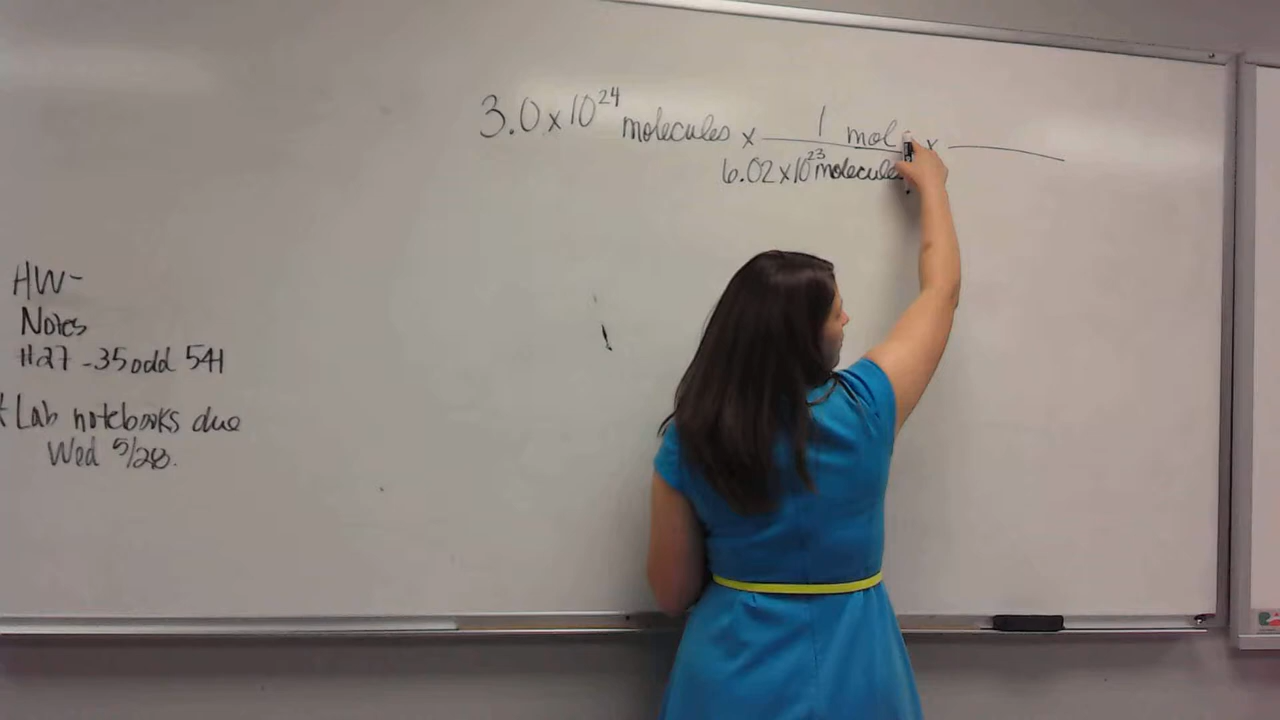 3.0 x 10²⁴ molecules x 1 mol x
6.02 x 10²³ molecules
HW-
Notes
#27 - 35 odd 541
* Lab notebooks due
Wed 5/28.